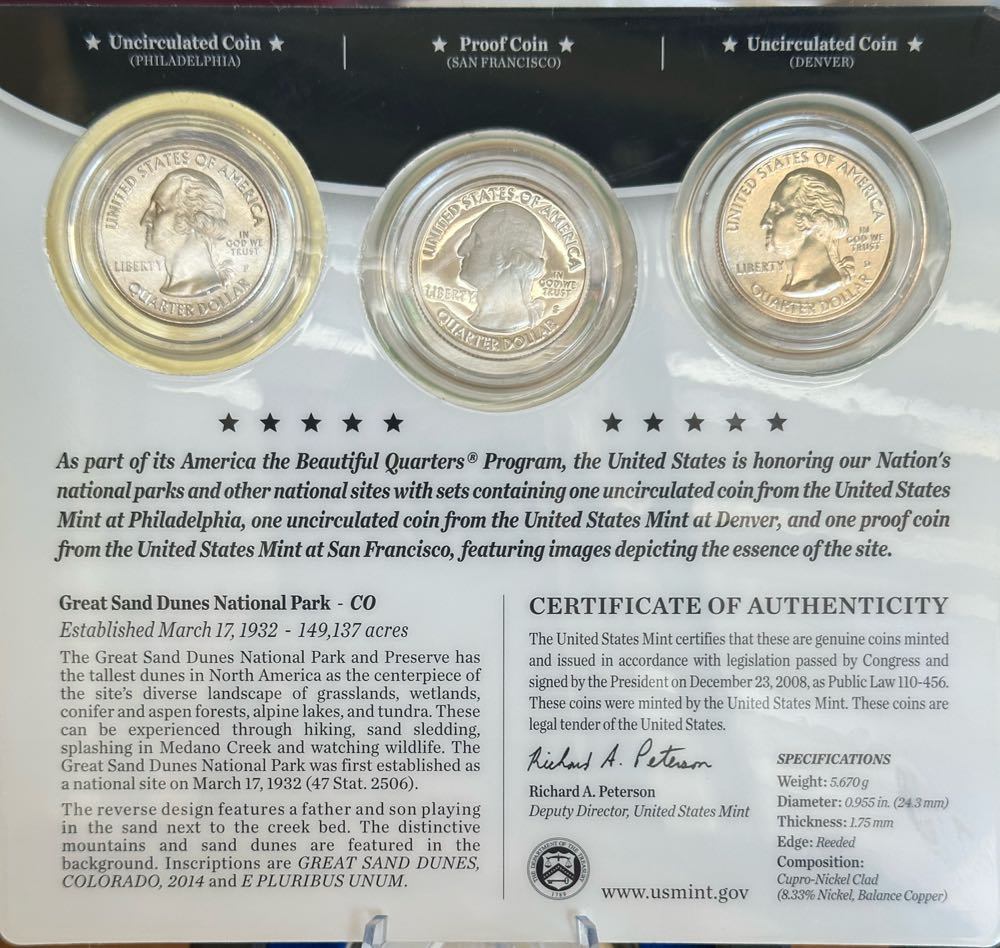 ★ Uncirculated Coin ★
(PHILADELPHIA)
★ Proof Coin ★
(SAN FRANCISCO)
★ Uncirculated Coin ★
(DENVER)
UNITED STATES OF AMERICA
LIBERTY
IN
GOD WE
TRUST
P
QUARTER DOLLAR
UNITED STATES OF AMERICA
LIBERTY
IN
GOD WE
TRUST
S
QUARTER DOLLAR
UNITED STATES OF AMERICA
LIBERTY
IN
GOD WE
TRUST
D
QUARTER DOLLAR
As part of its America the Beautiful Quarters® Program, the United States is honoring our Nation's
national parks and other national sites with sets containing one uncirculated coin from the United States
Mint at Philadelphia, one uncirculated coin from the United States Mint at Denver, and one proof coin
from the United States Mint at San Francisco, featuring images depicting the essence of the site.
Great Sand Dunes National Park - CO
Established March 17, 1932 - 149,137 acres
The Great Sand Dunes National Park and Preserve has
the tallest dunes in North America as the centerpiece of
the site's diverse landscape of grasslands, wetlands,
conifer and aspen forests, alpine lakes, and tundra. These
can be experienced through hiking, sand sledding,
splashing in Medano Creek and watching wildlife. The
Great Sand Dunes National Park was first established as
a national site on March 17, 1932 (47 Stat. 2506).
The reverse design features a father and son playing
in the sand next to the creek bed. The distinctive
mountains and sand dunes are featured in the
background. Inscriptions are GREAT SAND DUNES,
COLORADO, 2014 and E PLURIBUS UNUM.
CERTIFICATE OF AUTHENTICITY
The United States Mint certifies that these are genuine coins minted
and issued in accordance with legislation passed by Congress and
signed by the President on December 23, 2008, as Public Law 110-456.
These coins were minted by the United States Mint. These coins are
legal tender of the United States.
Richard A. Peterson
Richard A. Peterson
Deputy Director, United States Mint
THE DEPARTMENT OF THE TREASURY
1789
www.usmint.gov
SPECIFICATIONS
Weight: 5.670 g
Diameter: 0.955 in. (24.3 mm)
Thickness: 1.75 mm
Edge: Reeded
Composition:
Cupro-Nickel Clad
(8.33% Nickel, Balance Copper)